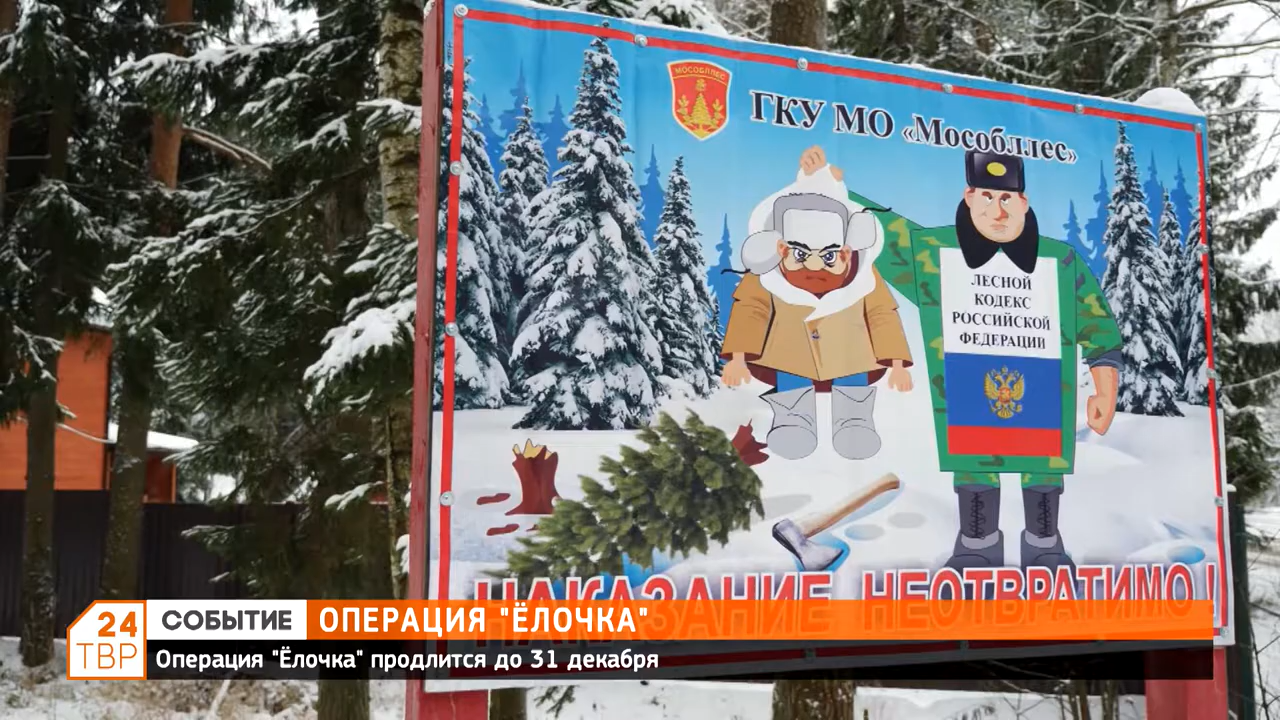 МОСОБЛЛЕС
ГКУ МО «Мособллес»
ЛЕСНОЙ
КОДЕКС
РОССИЙСКОЙ
ФЕДЕРАЦИИ
НАКАЗАНИЕ НЕОТВРАТИМО!
24
ТВР
СОБЫТИЕ
ОПЕРАЦИЯ "ЁЛОЧКА"
Операция "Ёлочка" продлится до 31 декабря